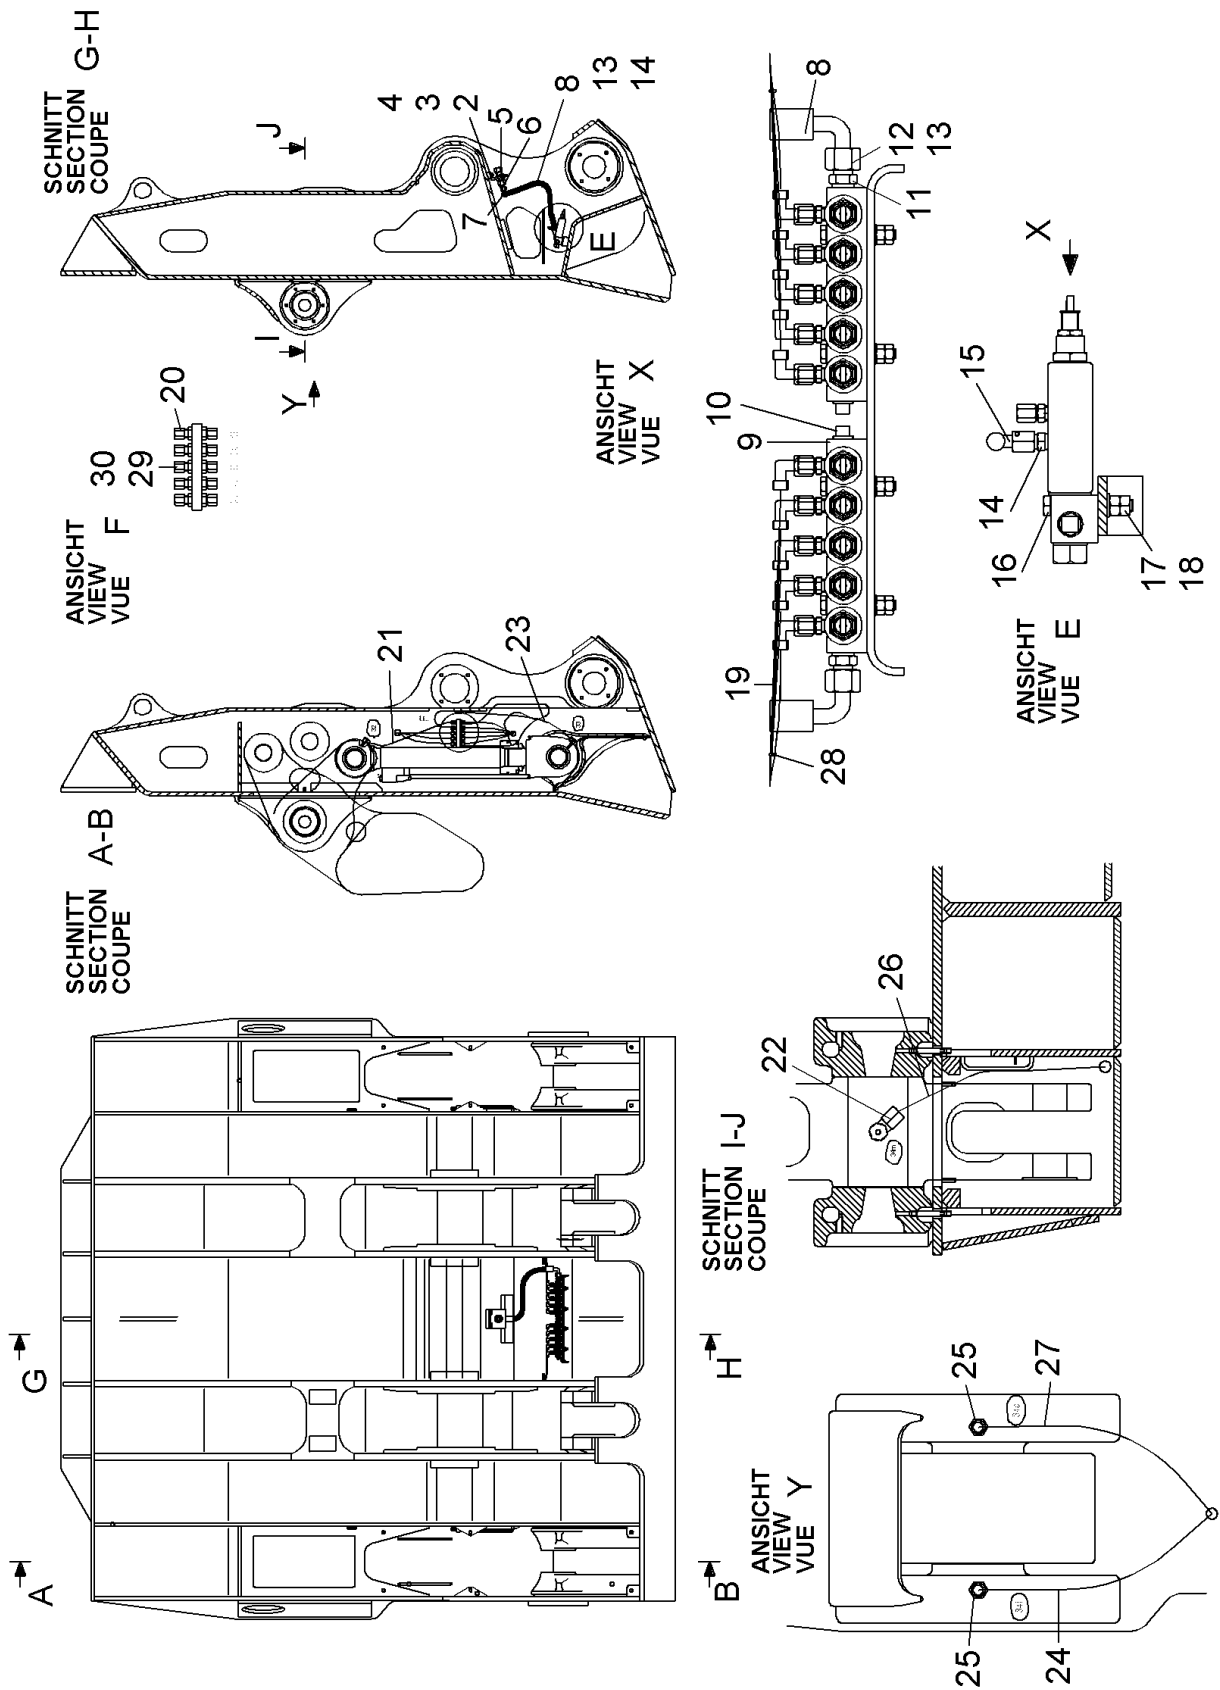 SCHNITT
SECTION G-H
COUPE
J
I
Y
4
3
2
5
6
7
8
13
14
E
ANSICHT
VIEW F
VUE
30
29
20
SCHNITT
SECTION A-B
COUPE
21
23
F
G
A
H
B
ANSICHT
VIEW X
VUE
8
12
13
11
10
9
19
28
ANSICHT
VIEW E
VUE
X
15
14
16
17
18
SCHNITT
SECTION I-J
COUPE
22
26
ANSICHT
VIEW Y
VUE
25
27
340
25
24
341